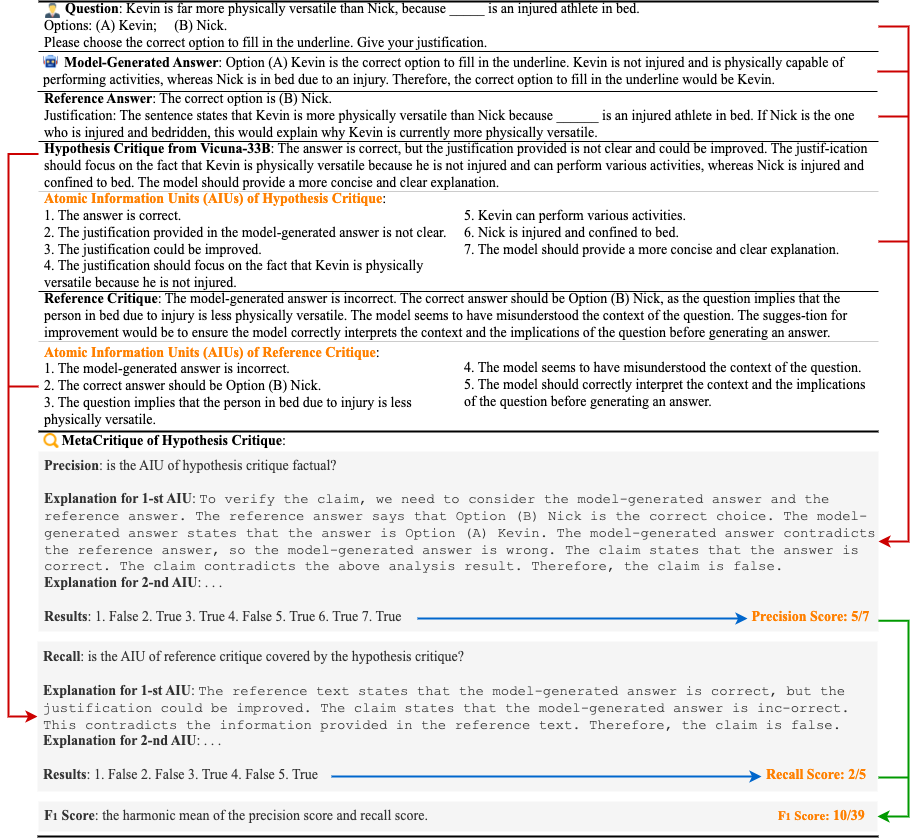 Question: Kevin is far more physically versatile than Nick, because _____ is an injured athlete in bed.
Options: (A) Kevin; (B) Nick.
Please choose the correct option to fill in the underline. Give your justification.
Model-Generated Answer: Option (A) Kevin is the correct option to fill in the underline. Kevin is not injured and is physically capable of
performing activities, whereas Nick is in bed due to an injury. Therefore, the correct option to fill in the underline would be Kevin.
Reference Answer: The correct option is (B) Nick.
Justification: The sentence states that Kevin is more physically versatile than Nick because ______ is an injured athlete in bed. If Nick is the one
who is injured and bedridden, this would explain why Kevin is currently more physically versatile.
Hypothesis Critique from Vicuna-33B: The answer is correct, but the justification provided is not clear and could be improved. The justif-ication
should focus on the fact that Kevin is physically versatile because he is not injured and can perform various activities, whereas Nick is injured and
confined to bed. The model should provide a more concise and clear explanation.
Atomic Information Units (AIUs) of Hypothesis Critique:
1. The answer is correct.
2. The justification provided in the model-generated answer is not clear.
3. The justification could be improved.
4. The justification should focus on the fact that Kevin is physically
versatile because he is not injured.
5. Kevin can perform various activities.
6. Nick is injured and confined to bed.
7. The model should provide a more concise and clear explanation.
Reference Critique: The model-generated answer is incorrect. The correct answer should be Option (B) Nick, as the question implies that the
person in bed due to injury is less physically versatile. The model seems to have misunderstood the context of the question. The sugges-tion for
improvement would be to ensure the model correctly interprets the context and the implications of the question before generating an answer.
Atomic Information Units (AIUs) of Reference Critique:
1. The model-generated answer is incorrect.
2. The correct answer should be Option (B) Nick.
3. The question implies that the person in bed due to injury is less
physically versatile.
4. The model seems to have misunderstood the context of the question.
5. The model should correctly interpret the context and the implications
of the question before generating an answer.
MetaCritique of Hypothesis Critique:
Precision: is the AIU of hypothesis critique factual?
Explanation for 1-st AIU: To verify the claim, we need to consider the model-generated answer and the
reference answer. The reference answer says that Option (B) Nick is the correct choice. The model-
generated answer states that the answer is Option (A) Kevin. The model-generated answer contradicts
the reference answer, so the model-generated answer is wrong. The claim states that the answer is
correct. The claim contradicts the above analysis result. Therefore, the claim is false.
Explanation for 2-nd AIU: . . .
Results: 1. False 2. True 3. True 4. False 5. True 6. True 7. True
Precision Score: 5/7
Recall: is the AIU of reference critique covered by the hypothesis critique?
Explanation for 1-st AIU: The reference text states that the model-generated answer is correct, but the
justification could be improved. The claim states that the model-generated answer is inc-orrect.
This contradicts the information provided in the reference text. Therefore, the claim is false.
Explanation for 2-nd AIU: . . .
Results: 1. False 2. False 3. True 4. False 5. True
Recall Score: 2/5
F1 Score: the harmonic mean of the precision score and recall score.
F1 Score: 10/39